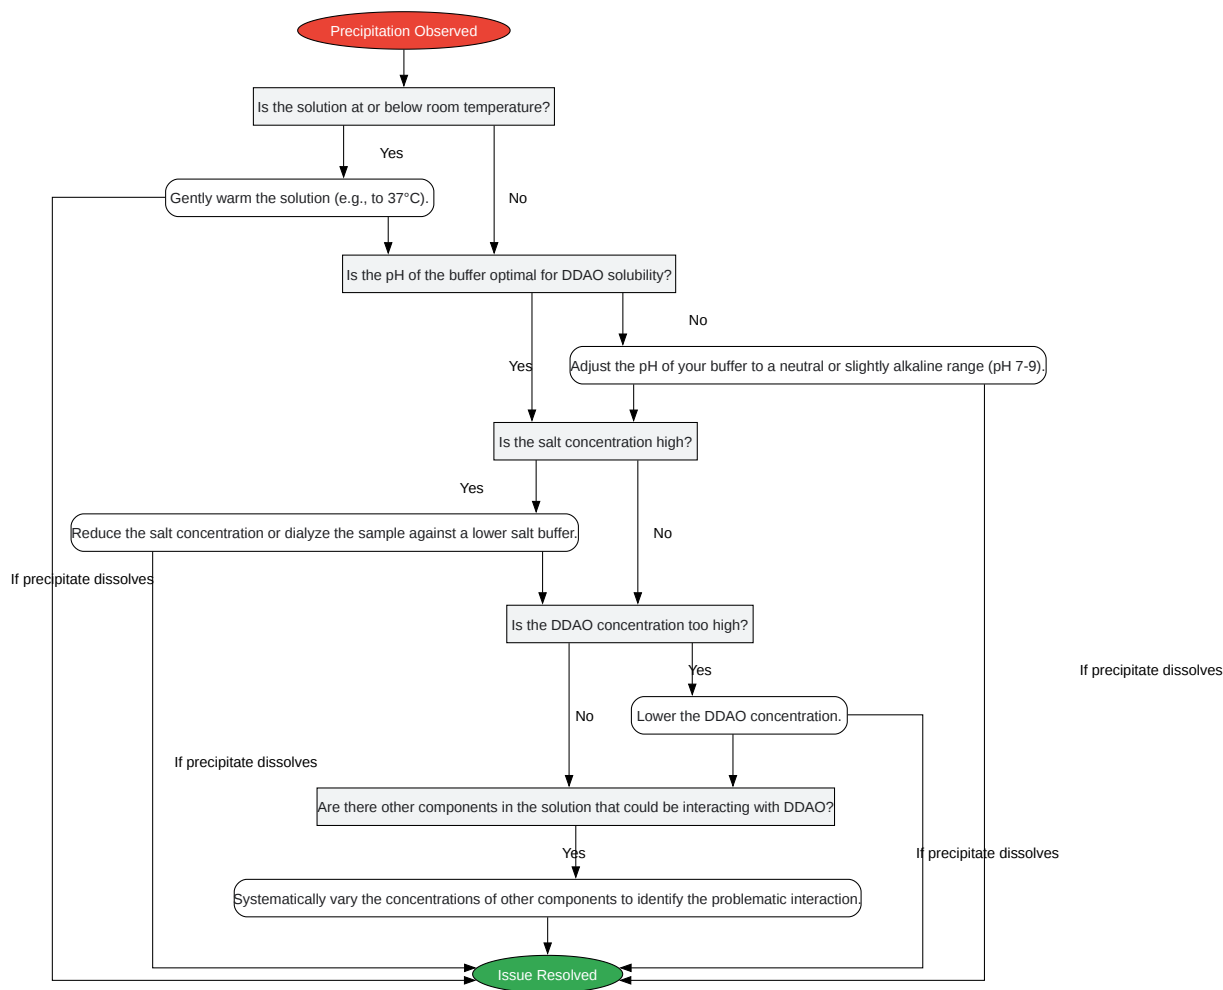 Precipitation Observed
Is the solution at or below room temperature?
Yes
Gently warm the solution (e.g., to 37°C).
No
Is the pH of the buffer optimal for DDAO solubility?
No
Yes
Adjust the pH of your buffer to a neutral or slightly alkaline range (pH 7-9).
Is the salt concentration high?
Yes
Reduce the salt concentration or dialyze the sample against a lower salt buffer.
No
If precipitate dissolves
Is the DDAO concentration too high?
Yes
If precipitate dissolves
No
Lower the DDAO concentration.
If precipitate dissolves
Are there other components in the solution that could be interacting with DDAO?
Yes
If precipitate dissolves
Systematically vary the concentrations of other components to identify the problematic interaction.
Issue Resolved